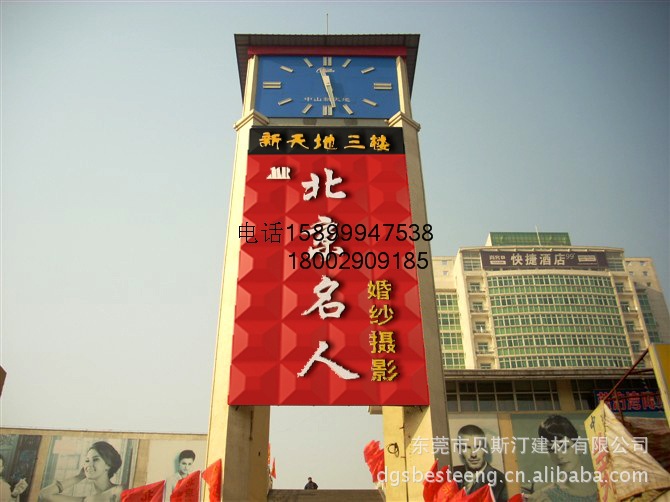 中山新天地
新天地三楼
北京名人
婚纱摄影
电话15899947538
18002909185
快捷酒店
99
东莞市贝斯汀建材有限公司
dgsbesteeng.cn.alibaba.com